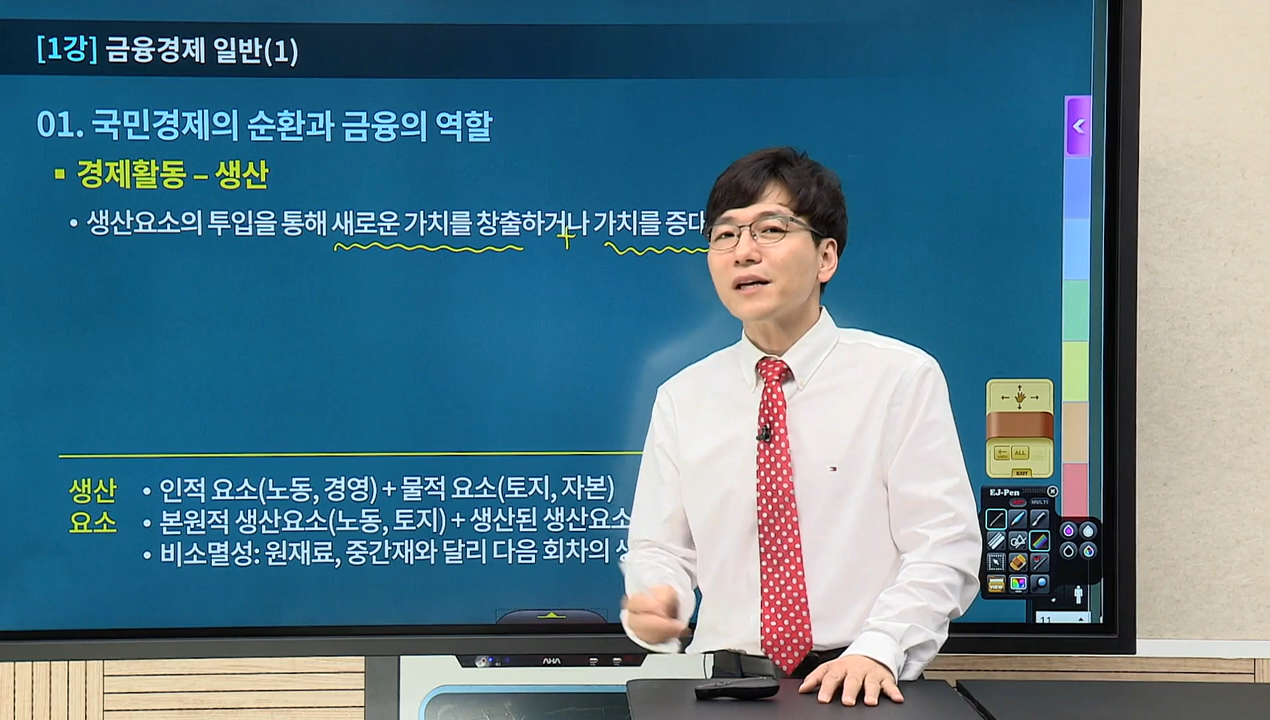 [1강] 금융경제 일반(1)
01. 국민경제의 순환과 금융의 역할
▪ 경제활동 – 생산
• 생산요소의 투입을 통해 새로운 가치를 창출하거나 가치를 증대
생산 • 인적 요소(노동, 경영) + 물적 요소(토지, 자본)
요소 • 본원적 생산요소(노동, 토지) + 생산된 생산요소
• 비소멸성: 원재료, 중간재와 달리 다음 회차의
ALL
EXIT
EJ-Pen
MULTI
VIEW
11
AHA